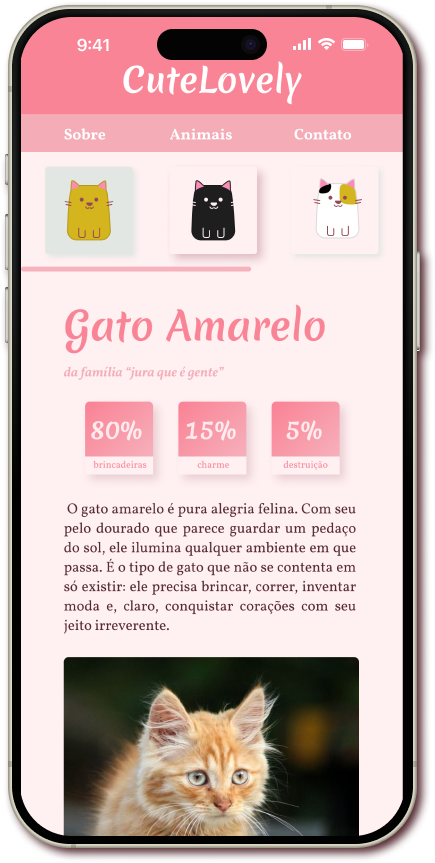 9:41
CuteLovely
Sobre Animais Contato
Gato Amarelo
da família “jura que é gente”
80% 15% 5%
brincadeiras charme destruição
O gato amarelo é pura alegria felina. Com seu
pelo dourado que parece guardar um pedaço
do sol, ele ilumina qualquer ambiente em que
passa. É o tipo de gato que não se contenta em
só existir: ele precisa brincar, correr, inventar
moda e, claro, conquistar corações com seu
jeito irreverente.